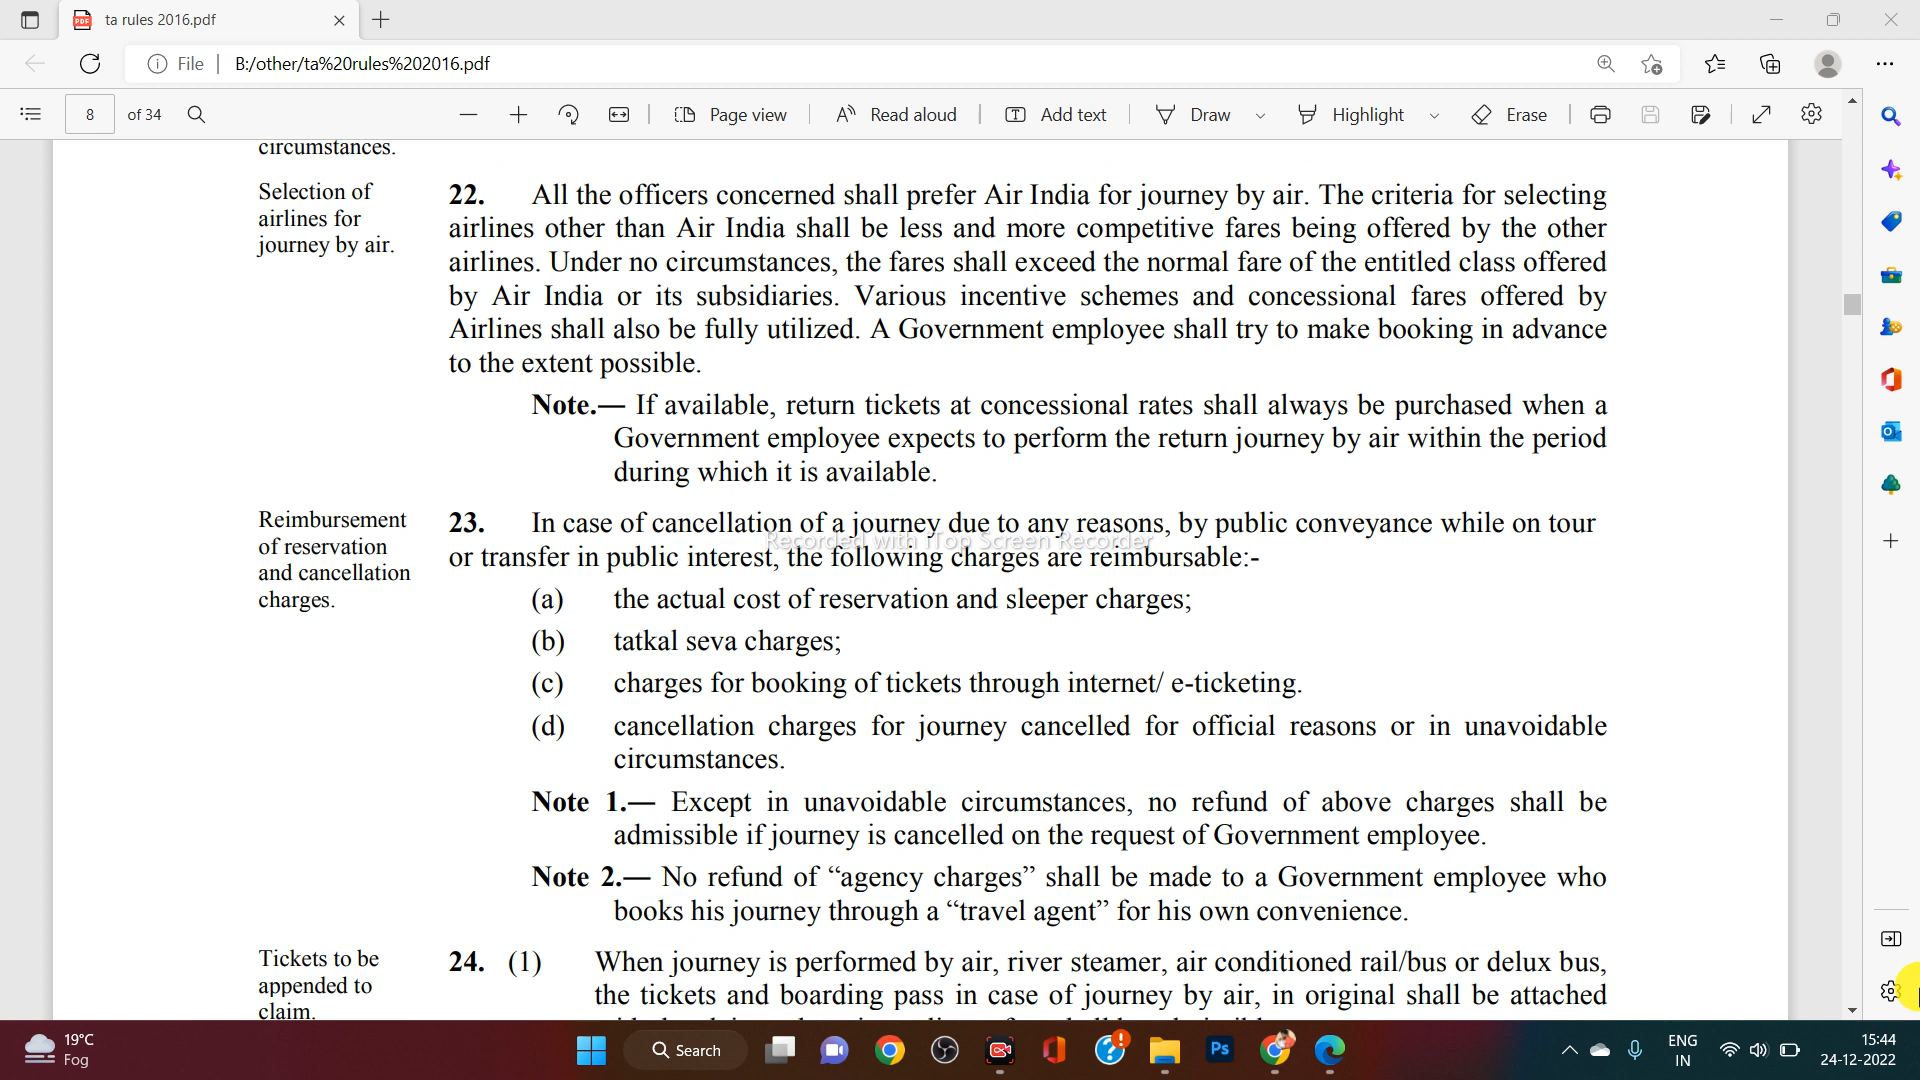 ta rules 2016.pdf
File
B:/other/ta%20rules%202016.pdf
8
of 34
Page view
Read aloud
Add text
Draw
Highlight
Erase
circumstances.
Selection of
airlines for
journey by air.
22. All the officers concerned shall prefer Air India for journey by air. The criteria for selecting
airlines other than Air India shall be less and more competitive fares being offered by the other
airlines. Under no circumstances, the fares shall exceed the normal fare of the entitled class offered
by Air India or its subsidiaries. Various incentive schemes and concessional fares offered by
Airlines shall also be fully utilized. A Government employee shall try to make booking in advance
to the extent possible.
Note.— If available, return tickets at concessional rates shall always be purchased when a
Government employee expects to perform the return journey by air within the period
during which it is available.
Reimbursement
of reservation
and cancellation
charges.
23. In case of cancellation of a journey due to any reasons, by public conveyance while on tour
Recorded with iTop Screen Recorder
or transfer in public interest, the following charges are reimbursable:-
(a) the actual cost of reservation and sleeper charges;
(b) tatkal seva charges;
(c) charges for booking of tickets through internet/ e-ticketing.
(d) cancellation charges for journey cancelled for official reasons or in unavoidable
circumstances.
Note 1.— Except in unavoidable circumstances, no refund of above charges shall be
admissible if journey is cancelled on the request of Government employee.
Note 2.— No refund of “agency charges” shall be made to a Government employee who
books his journey through a “travel agent” for his own convenience.
Tickets to be
appended to
claim.
24. (1) When journey is performed by air, river steamer, air conditioned rail/bus or delux bus,
the tickets and boarding pass in case of journey by air, in original shall be attached
19°C
Fog
Search
Ps
ENG
IN
15:44
24-12-2022